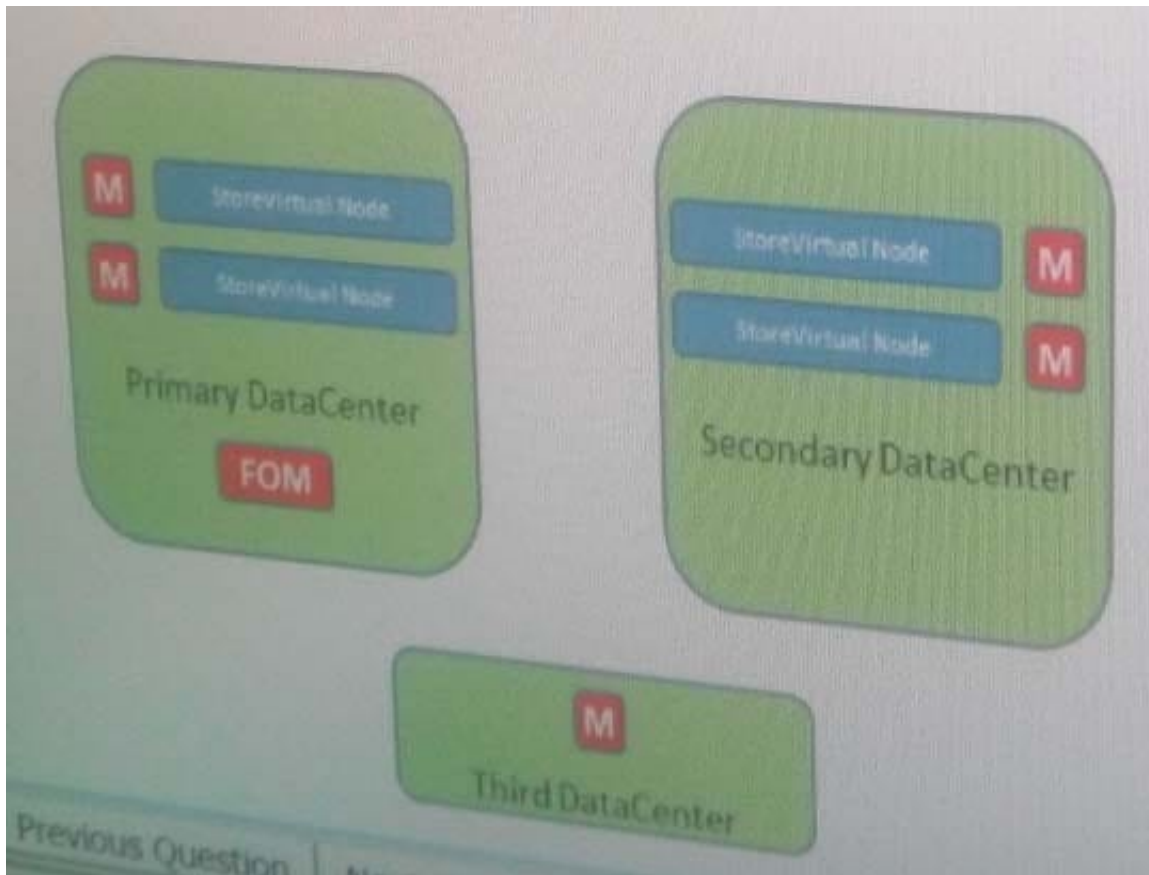 M
StoreVirtual Node
M
StoreVirtual Node
Primary DataCenter
FOM
StoreVirtual Node
M
StoreVirtual Node
M
Secondary DataCenter
M
Third DataCenter
Previous Question